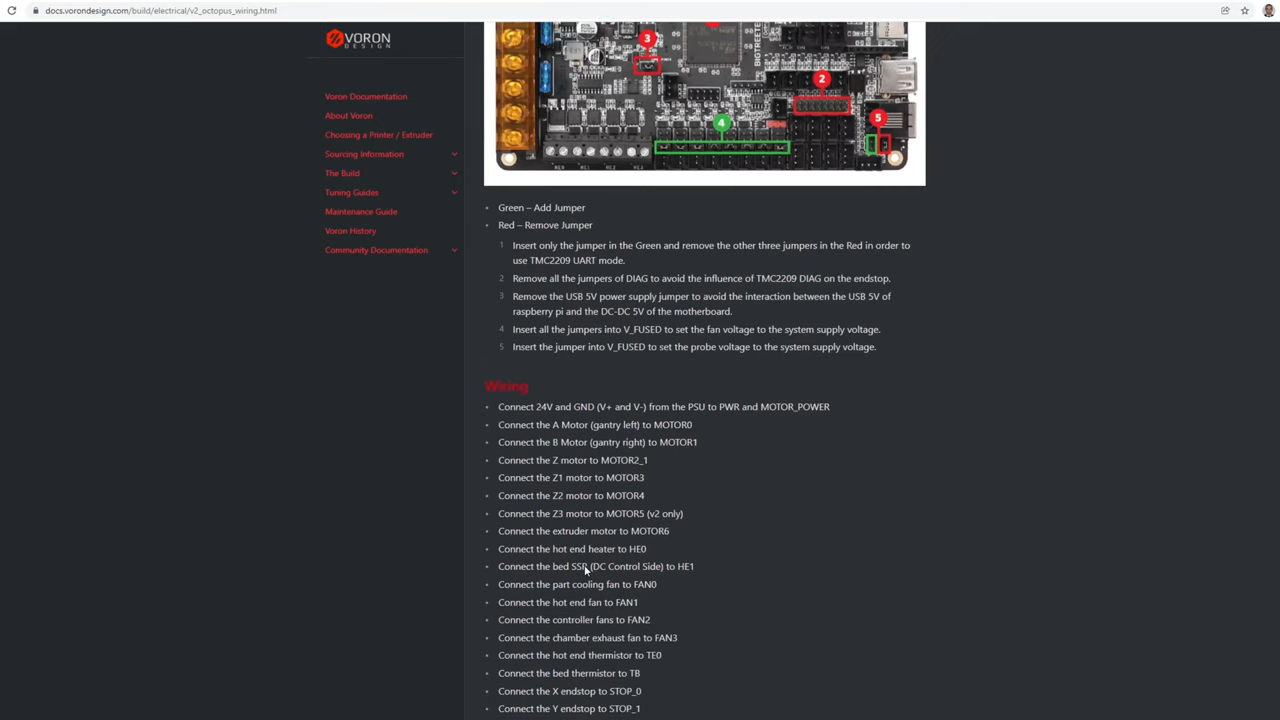 docs.vorondesign.com/build/electrical/v2_octopus_wiring.html
VORON
DESIGN
Voron Documentation
About Voron
Choosing a Printer / Extruder
Sourcing Information
The Build
Tuning Guides
Maintenance Guide
Voron History
Community Documentation
3
2
5
4
Green – Add Jumper
Red – Remove Jumper
1 Insert only the jumper in the Green and remove the other three jumpers in the Red in order to
use TMC2209 UART mode.
2 Remove all the jumpers of DIAG to avoid the influence of TMC2209 DIAG on the endstop.
3 Remove the USB 5V power supply jumper to avoid the interaction between the USB 5V of
raspberry pi and the DC-DC 5V of the motherboard.
4 Insert all the jumpers into V_FUSED to set the fan voltage to the system supply voltage.
5 Insert the jumper into V_FUSED to set the probe voltage to the system supply voltage.
Wiring
Connect 24V and GND (V+ and V-) from the PSU to PWR and MOTOR_POWER
Connect the A Motor (gantry left) to MOTOR0
Connect the B Motor (gantry right) to MOTOR1
Connect the Z motor to MOTOR2_1
Connect the Z1 motor to MOTOR3
Connect the Z2 motor to MOTOR4
Connect the Z3 motor to MOTOR5 (v2 only)
Connect the extruder motor to MOTOR6
Connect the hot end heater to HE0
Connect the bed SSR (DC Control Side) to HE1
Connect the part cooling fan to FAN0
Connect the hot end fan to FAN1
Connect the controller fans to FAN2
Connect the chamber exhaust fan to FAN3
Connect the hot end thermistor to TE0
Connect the bed thermistor to TB
Connect the X endstop to STOP_0
Connect the Y endstop to STOP_1